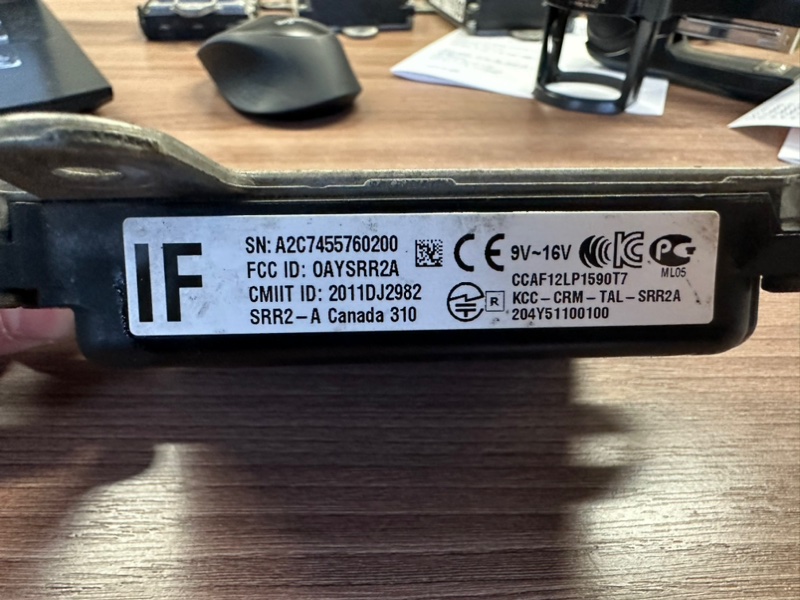 IF
SN: A2C7455760200
FCC ID: OAYSRR2A
CMIIT ID: 2011DJ2982
SRR2-A Canada 310
CE 9V~16V
ML05
CCAF12LP1590T7
R KCC-CRM-TAL-SRR2A
204Y51100100